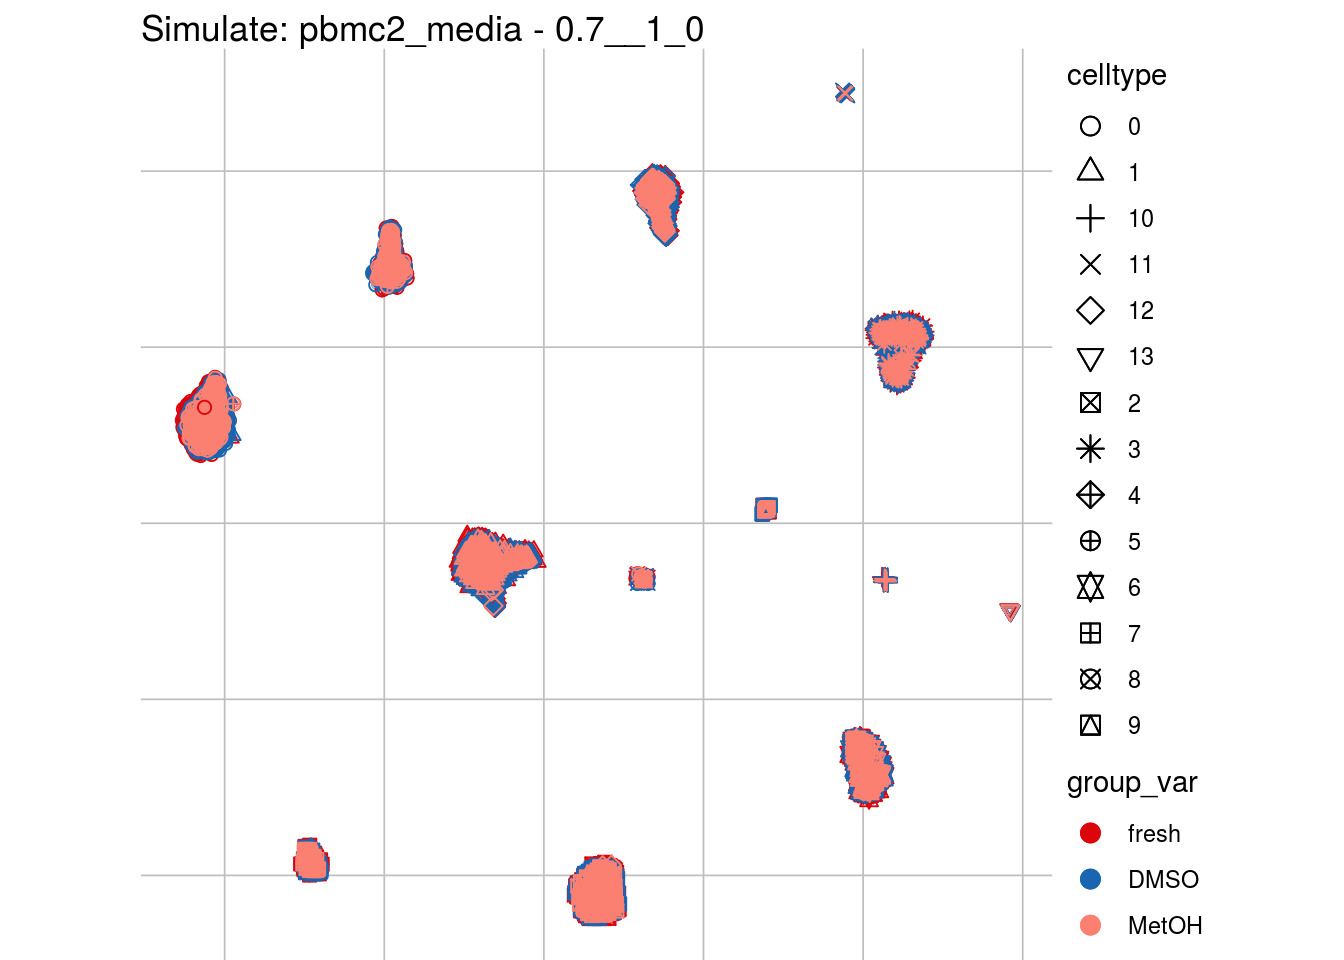 Simulate: pbmc2_media - 0.7__1_0
celltype
0
1
10
11
12
13
2
3
4
5
6
7
8
9
group_var
fresh
DMSO
MetOH